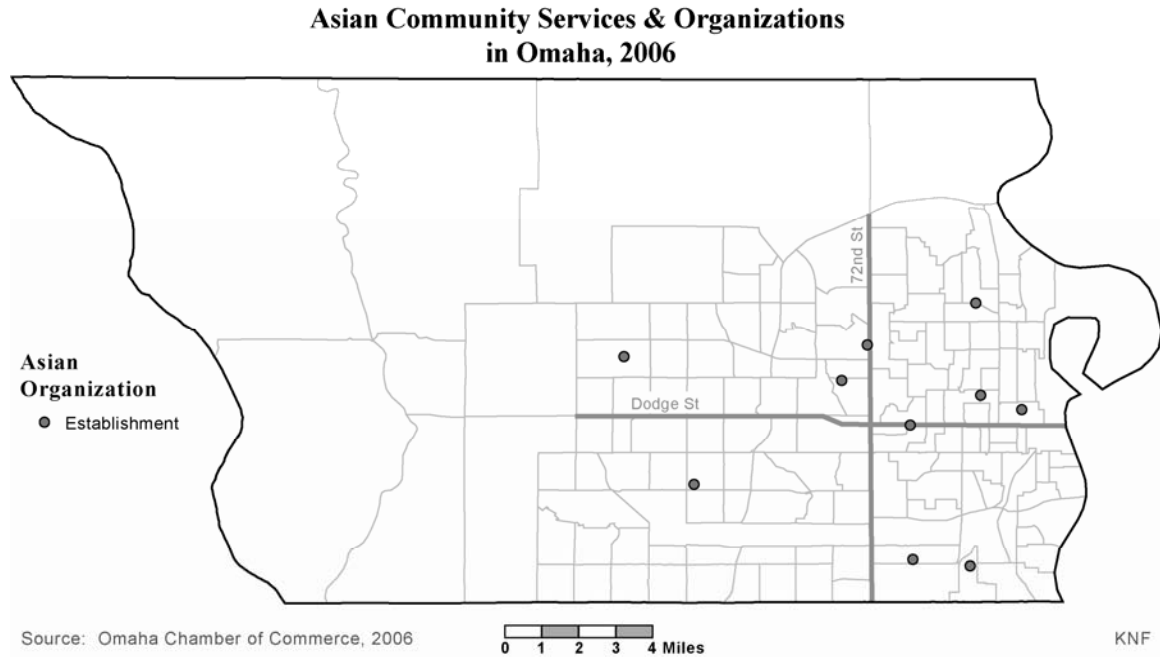 Asian Community Services & Organizations
in Omaha, 2006
72nd St
Asian
Organization
Establishment
Dodge St
Source: Omaha Chamber of Commerce, 2006
0 1 2 3 4 Miles
KNF